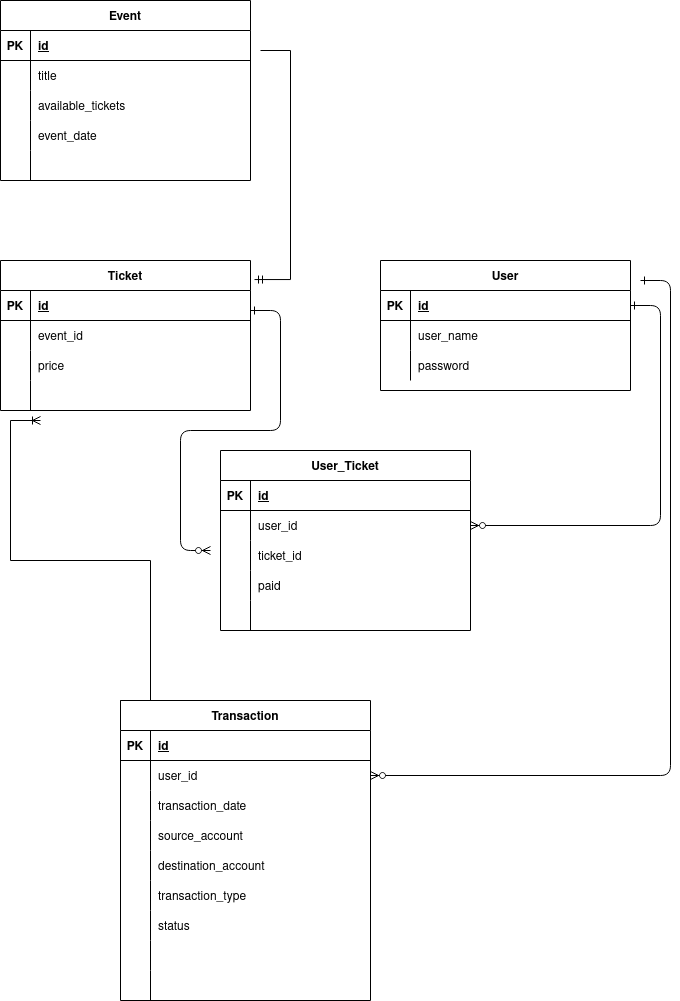 Event
PK id
title
available_tickets
event_date
Ticket
PK id
event_id
price
User
PK id
user_name
password
User_Ticket
PK id
user_id
ticket_id
paid
Transaction
PK id
user_id
transaction_date
source_account
destination_account
transaction_type
status